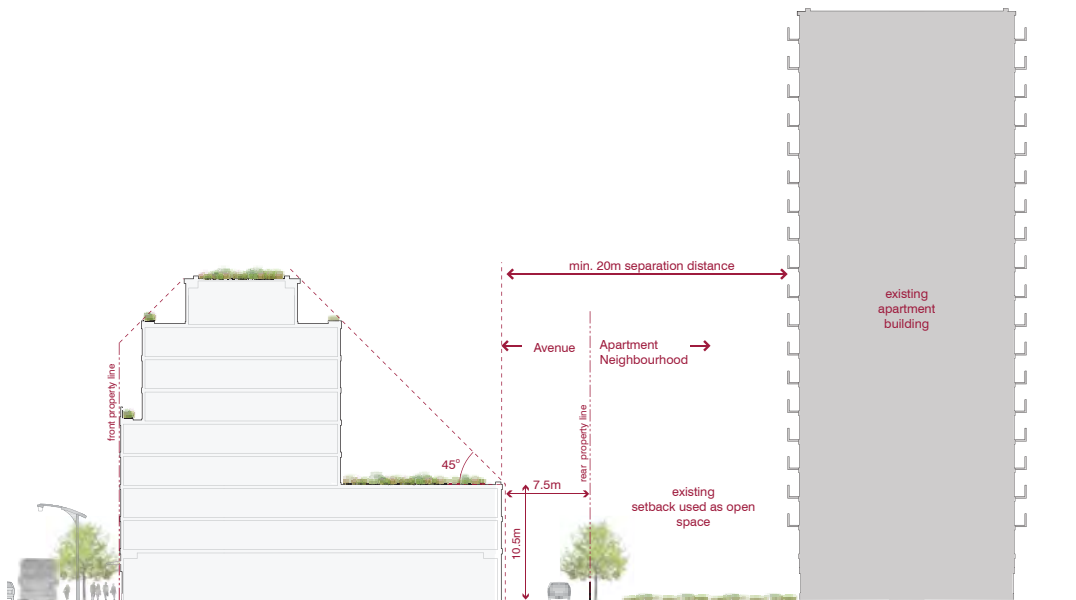 min. 20m separation distance
existing
apartment
building
Avenue
Apartment
Neighbourhood
front property line
rear property line
45°
7.5m
existing
setback used as open
space
10.5m